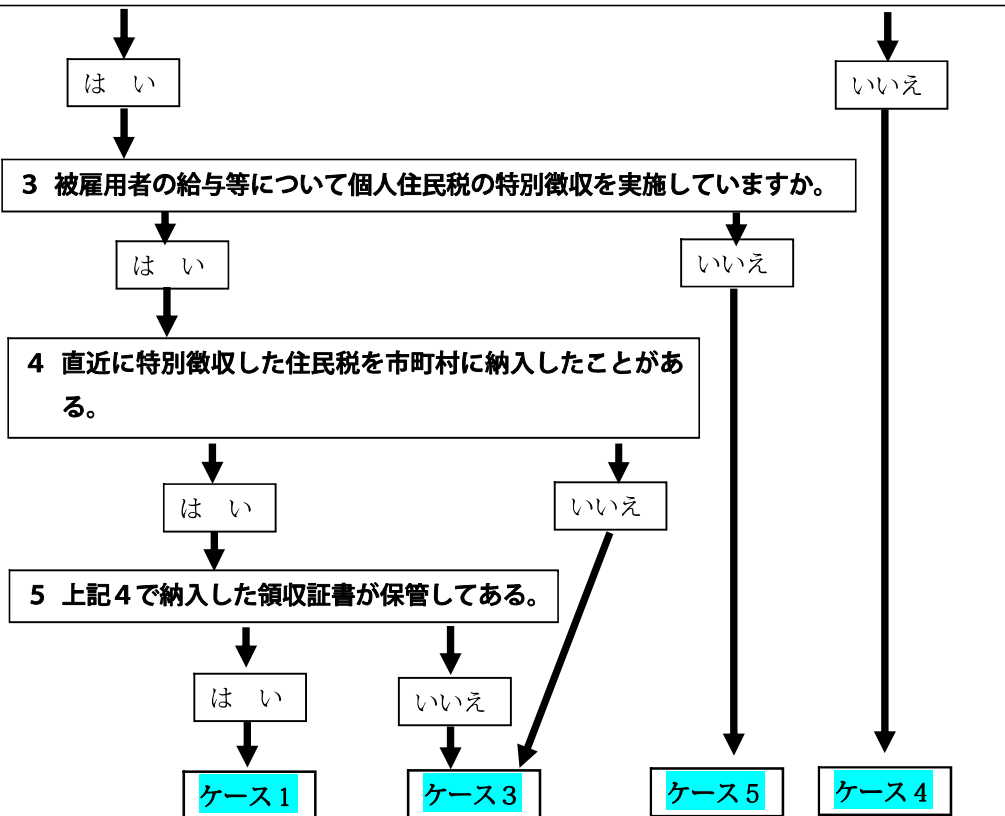 は　い
いいえ
３ 被雇用者の給与等について個人住民税の特別徴収を実施していますか。
は　い
いいえ
４ 直近に特別徴収した住民税を市町村に納入したことがあ
る。
は　い
いいえ
５ 上記４で納入した領収証書が保管してある。
は　い
いいえ
ケース１
ケース３
ケース５
ケース４